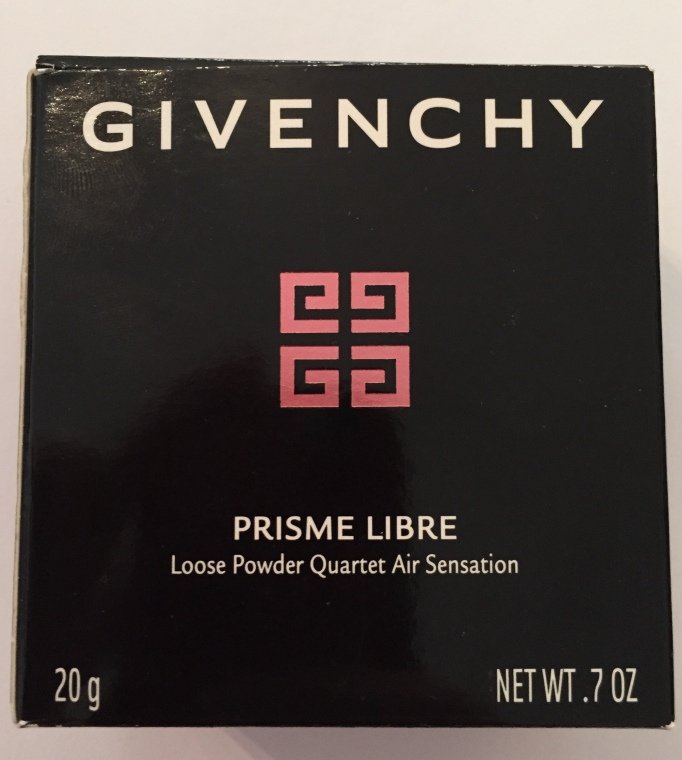 GIVENCHY
PRISME LIBRE
Loose Powder Quartet Air Sensation
20 g
NET WT .7 OZ